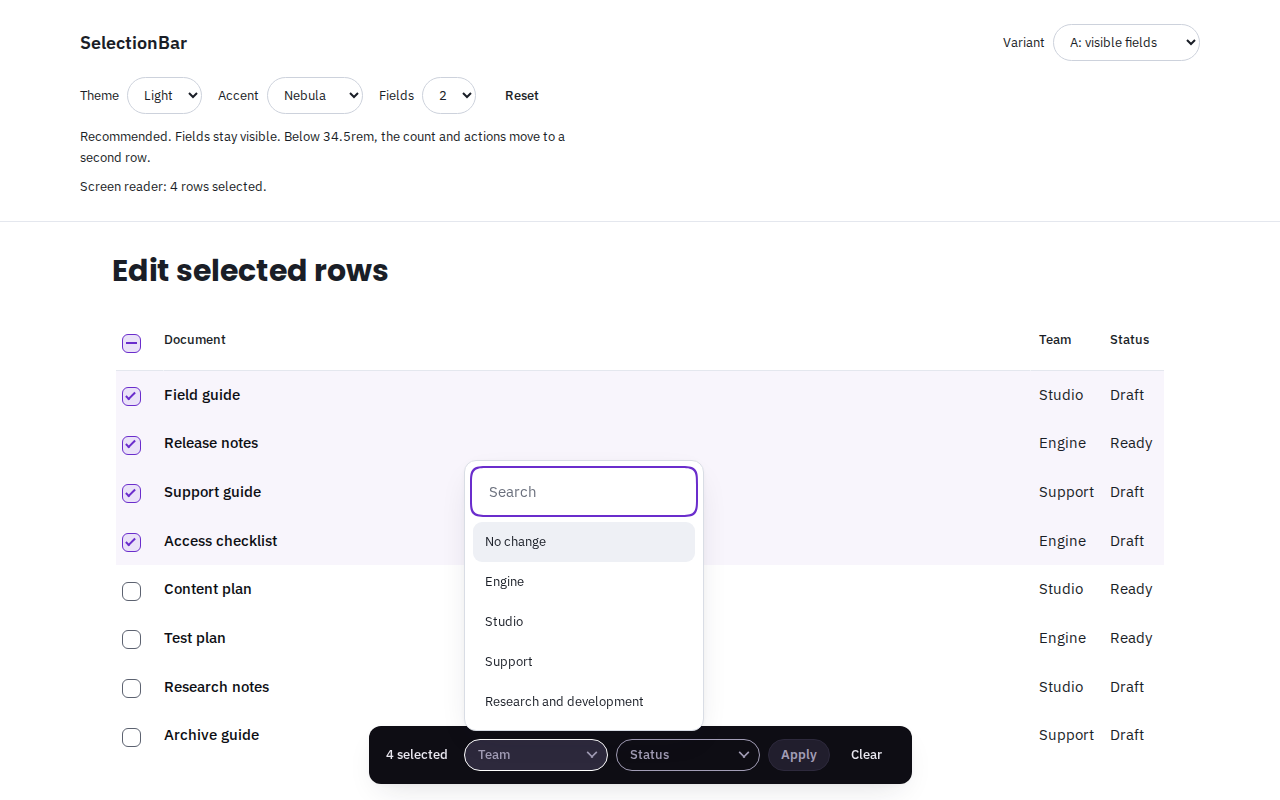 SelectionBar
Variant A: visible fields
Theme Light Accent Nebula Fields 2 Reset
Recommended. Fields stay visible. Below 34.5rem, the count and actions move to a
second row.
Screen reader: 4 rows selected.
Edit selected rows
Document Team Status
Field guide Studio Draft
Release notes Engine Ready
Support guide Support Draft
Access checklist Engine Draft
Content plan Studio Ready
Test plan Engine Ready
Research notes Studio Draft
Archive guide Support Draft
Search
No change
Engine
Studio
Support
Research and development
4 selected Team Status Apply Clear